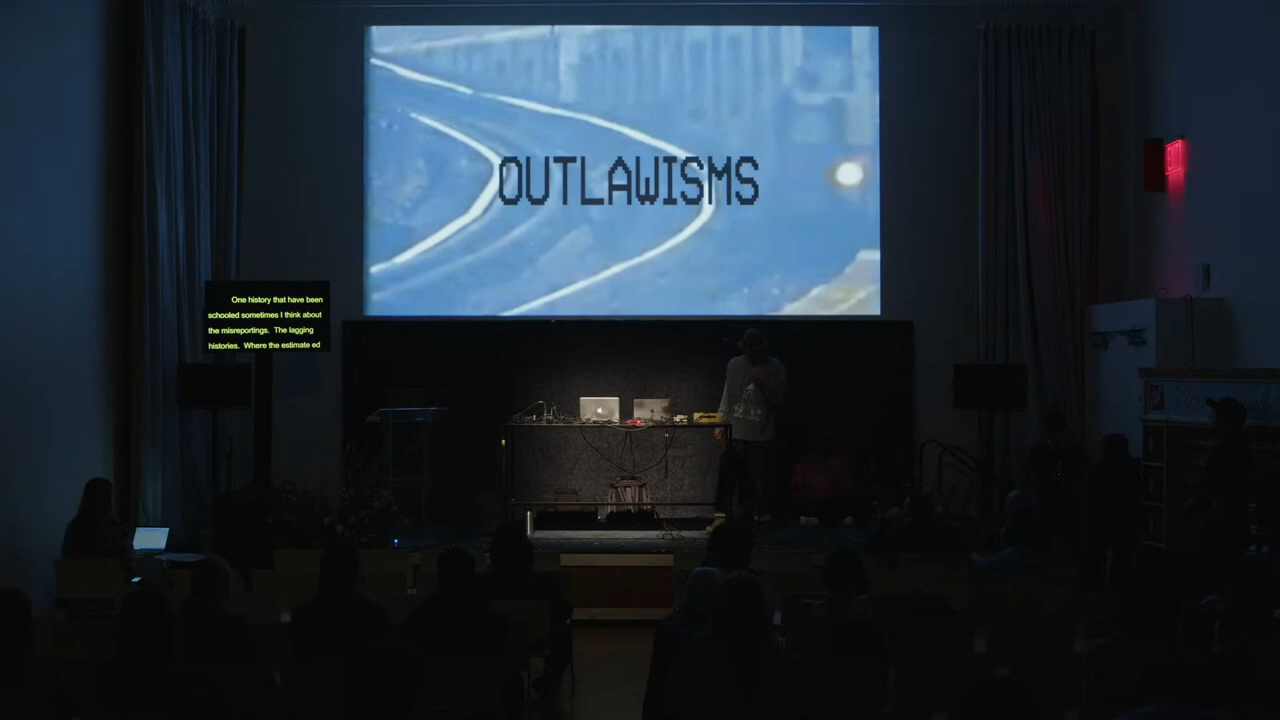 OUTLAWISMS
EXIT
One history that have been
schooled sometimes I think about
the misreportings. The lagging
histories. Where the estimate ed